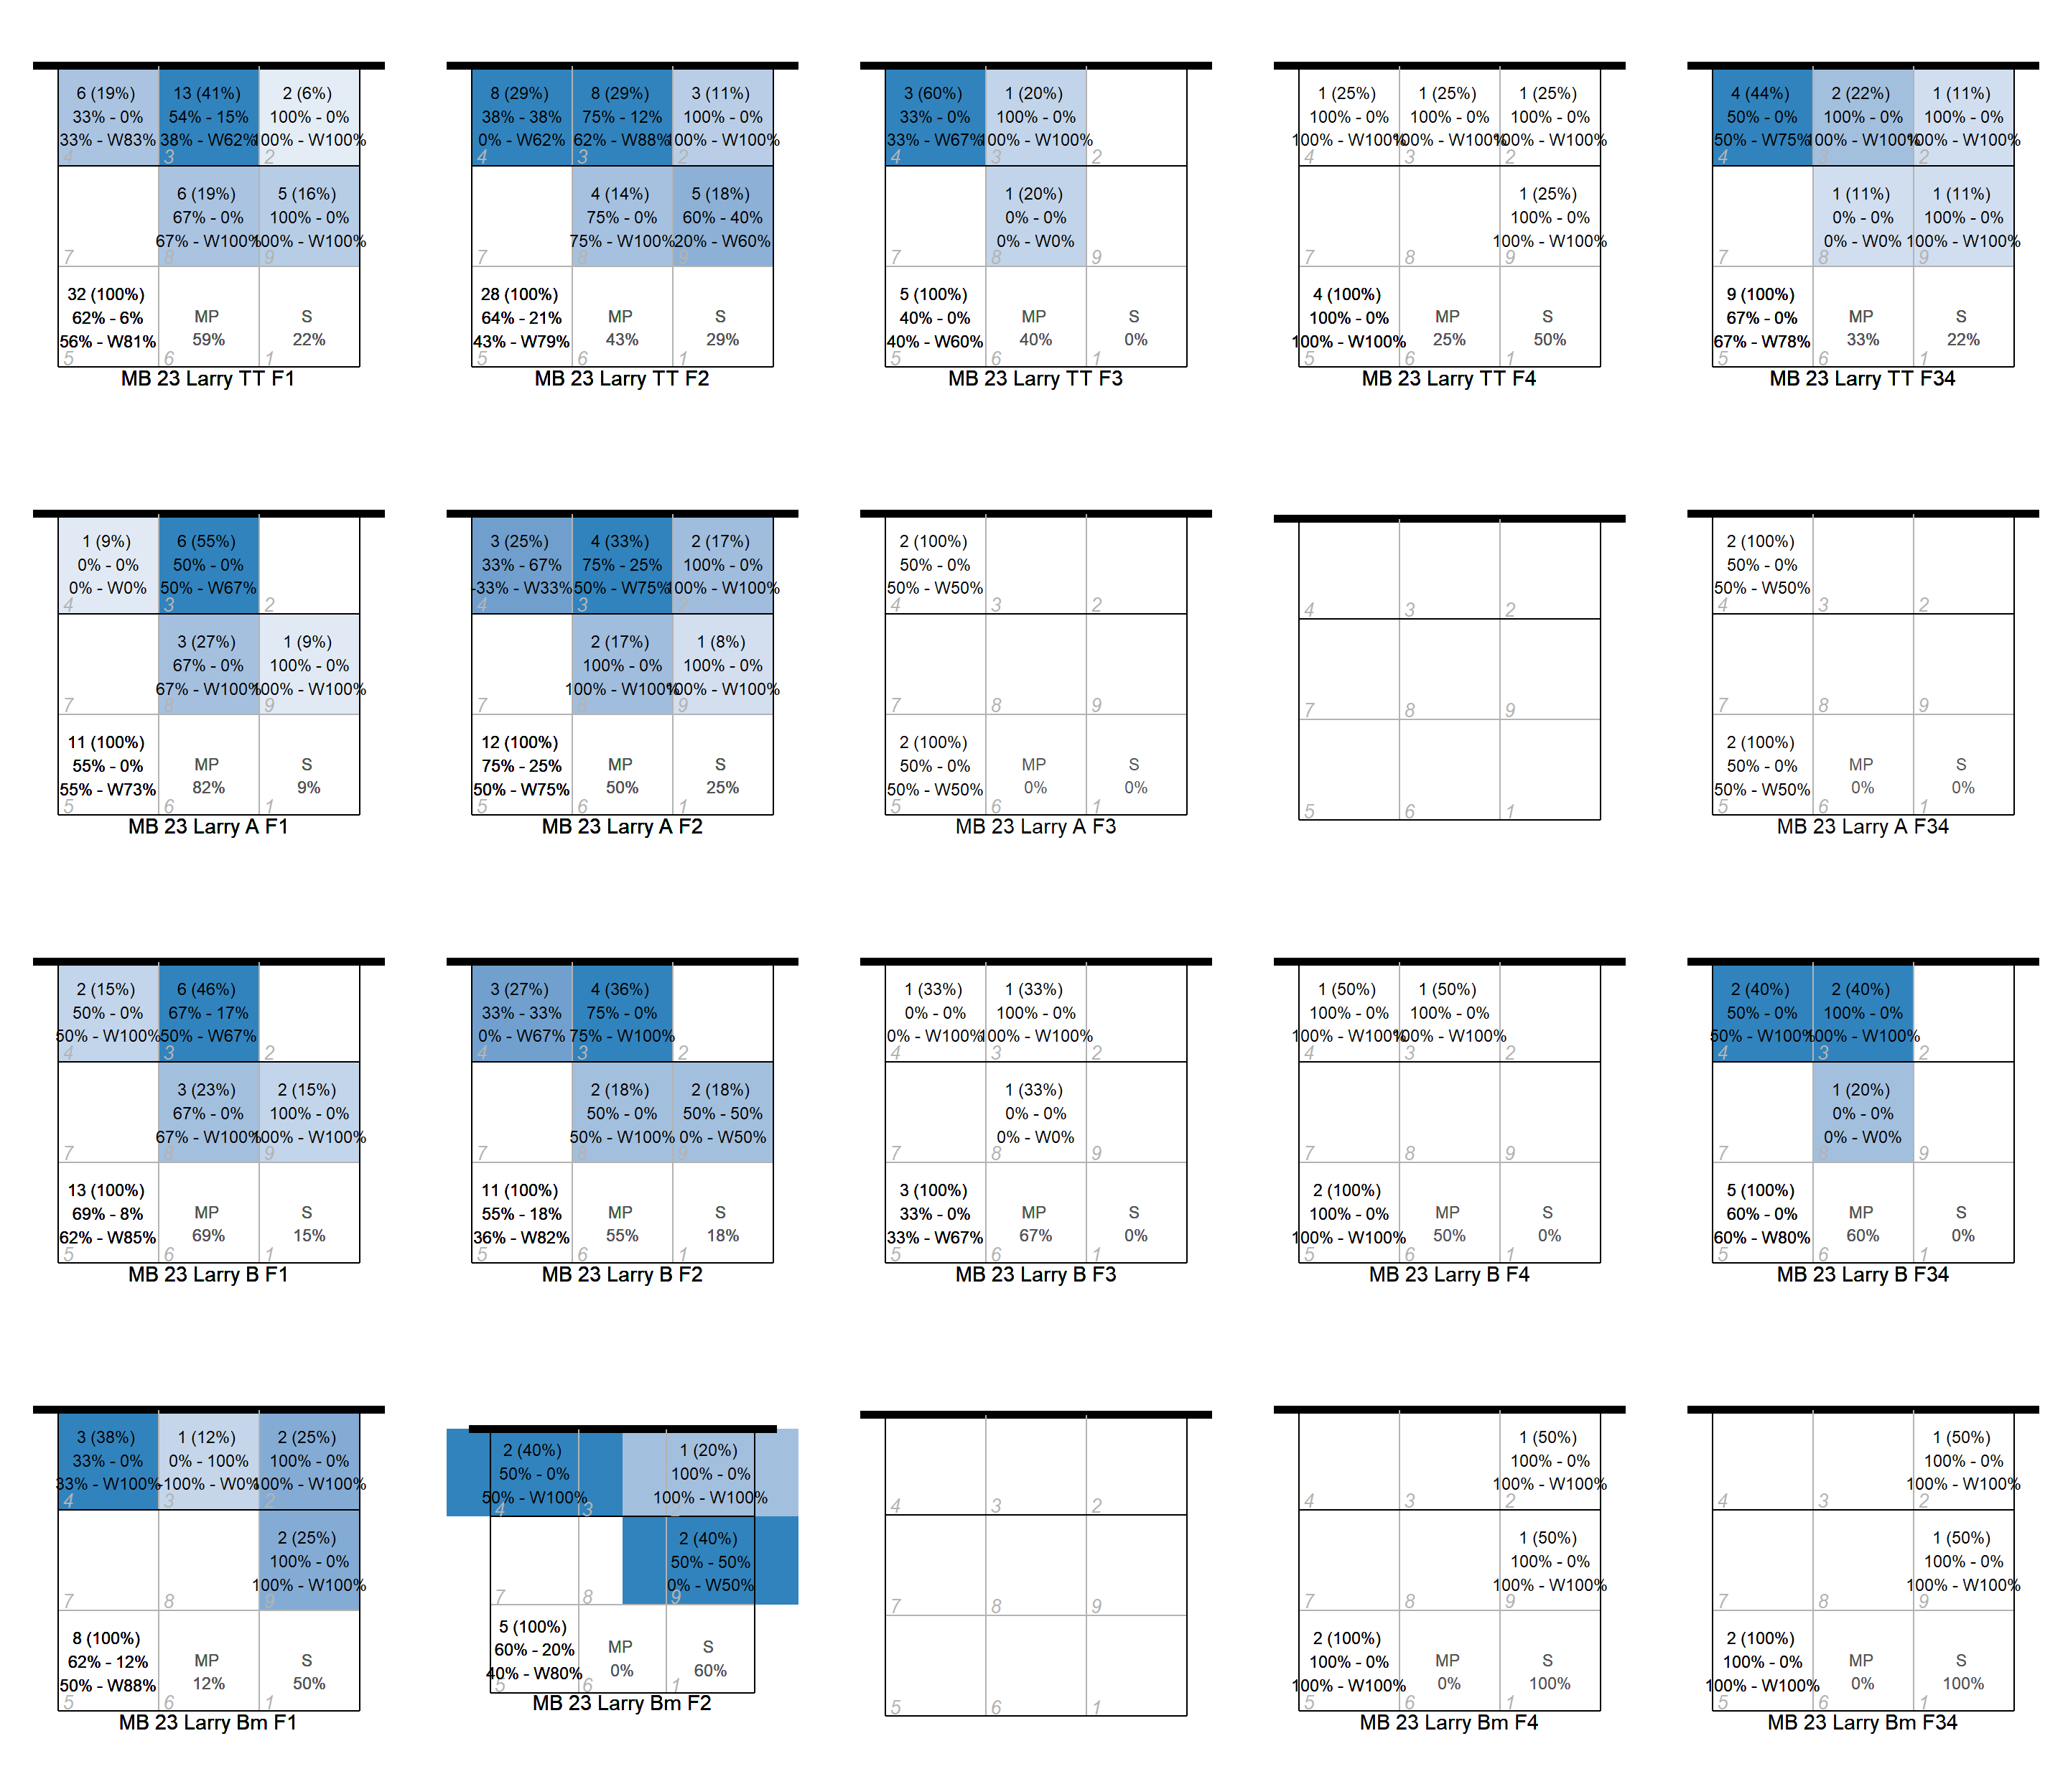 6 (19%) 13 (41%) 2 (6%)
33% - 0% 54% - 15% 100% - 0%
33% - W83% 38% - W62% 100% - W100%
4 3 2
6 (19%) 5 (16%)
67% - 0% 100% - 0%
67% - W100% 100% - W100%
7 8 9
32 (100%)
62% - 6% MP S
56% - W81% 59% 22%
5 6 1
MB 23 Larry TT F1
8 (29%) 8 (29%) 3 (11%)
38% - 38% 75% - 12% 100% - 0%
0% - W62% 62% - W88% 100% - W100%
4 3 2
4 (14%) 5 (18%)
75% - 0% 60% - 40%
75% - W100% 20% - W60%
7 8 9
28 (100%)
64% - 21% MP S
43% - W79% 43% 29%
5 6 1
MB 23 Larry TT F2
3 (60%) 1 (20%)
33% - 0% 100% - 0%
33% - W67% 100% - W100%
4 3 2
1 (20%)
0% - 0%
0% - W0%
7 8 9
5 (100%)
40% - 0% MP S
40% - W60% 40% 0%
5 6 1
MB 23 Larry TT F3
1 (25%) 1 (25%) 1 (25%)
100% - 0% 100% - 0% 100% - 0%
100% - W100% 100% - W100% 100% - W100%
4 3 2
1 (25%)
100% - 0%
100% - W100%
7 8 9
4 (100%)
100% - 0% MP S
100% - W100% 25% 50%
5 6 1
MB 23 Larry TT F4
4 (44%) 2 (22%) 1 (11%)
50% - 0% 100% - 0% 100% - 0%
50% - W75% 100% - W100% 100% - W100%
4 3 2
1 (11%) 1 (11%)
0% - 0% 100% - 0%
0% - W0% 100% - W100%
7 8 9
9 (100%)
67% - 0% MP S
67% - W78% 33% 22%
5 6 1
MB 23 Larry TT F34
1 (9%) 6 (55%)
0% - 0% 50% - 0%
0% - W0% 50% - W67%
4 3 2
3 (27%) 1 (9%)
67% - 0% 100% - 0%
67% - W100% 100% - W100%
7 8 9
11 (100%)
55% - 0% MP S
55% - W73% 82% 9%
5 6 1
MB 23 Larry A F1
3 (25%) 4 (33%) 2 (17%)
33% - 67% 75% - 25% 100% - 0%
-33% - W33% 50% - W75% 100% - W100%
4 3 2
2 (17%) 1 (8%)
100% - 0% 100% - 0%
100% - W100% 100% - W100%
7 8 9
12 (100%)
75% - 25% MP S
50% - W75% 50% 25%
5 6 1
MB 23 Larry A F2
2 (100%)
50% - 0%
50% - W50%
4 3 2
7 8 9
2 (100%)
50% - 0% MP S
50% - W50% 0% 0%
5 6 1
MB 23 Larry A F3
4 3 2
7 8 9
5 6 1
2 (100%)
50% - 0%
50% - W50%
4 3 2
7 8 9
2 (100%)
50% - 0% MP S
50% - W50% 0% 0%
5 6 1
MB 23 Larry A F34
2 (15%) 6 (46%)
50% - 0% 67% - 17%
50% - W100% 50% - W67%
4 3 2
3 (23%) 2 (15%)
67% - 0% 100% - 0%
67% - W100% 100% - W100%
7 8 9
13 (100%)
69% - 8% MP S
62% - W85% 69% 15%
5 6 1
MB 23 Larry B F1
3 (27%) 4 (36%)
33% - 33% 75% - 0%
0% - W67% 75% - W100%
4 3 2
2 (18%) 2 (18%)
50% - 0% 50% - 50%
50% - W100% 0% - W50%
7 8 9
11 (100%)
55% - 18% MP S
36% - W82% 55% 18%
5 6 1
MB 23 Larry B F2
1 (33%) 1 (33%)
0% - 0% 100% - 0%
0% - W100% 100% - W100%
4 3 2
1 (33%)
0% - 0%
0% - W0%
7 8 9
3 (100%)
33% - 0% MP S
33% - W67% 67% 0%
5 6 1
MB 23 Larry B F3
1 (50%) 1 (50%)
100% - 0% 100% - 0%
100% - W100% 100% - W100%
4 3 2
7 8 9
2 (100%)
100% - 0% MP S
100% - W100% 50% 0%
5 6 1
MB 23 Larry B F4
2 (40%) 2 (40%)
50% - 0% 100% - 0%
50% - W100% 100% - W100%
4 3 2
1 (20%)
0% - 0%
0% - W0%
7 8 9
5 (100%)
60% - 0% MP S
60% - W80% 60% 0%
5 6 1
MB 23 Larry B F34
3 (38%) 1 (12%) 2 (25%)
33% - 0% 0% - 100% 100% - 0%
33% - W100% -100% - W0% 100% - W100%
4 3 2
2 (25%)
100% - 0%
100% - W100%
7 8 9
8 (100%)
62% - 12% MP S
50% - W88% 12% 50%
5 6 1
MB 23 Larry Bm F1
2 (40%) 1 (20%)
50% - 0% 100% - 0%
50% - W100% 100% - W100%
4 3 2
2 (40%)
50% - 50%
0% - W50%
7 8 9
5 (100%)
60% - 20% MP S
40% - W80% 0% 60%
5 6 1
MB 23 Larry Bm F2
4 3 2
7 8 9
5 6 1
1 (50%)
100% - 0%
100% - W100%
4 3 2
1 (50%)
100% - 0%
100% - W100%
7 8 9
2 (100%)
100% - 0% MP S
100% - W100% 0% 100%
5 6 1
MB 23 Larry Bm F4
1 (50%)
100% - 0%
100% - W100%
4 3 2
1 (50%)
100% - 0%
100% - W100%
7 8 9
2 (100%)
100% - 0% MP S
100% - W100% 0% 100%
5 6 1
MB 23 Larry Bm F34